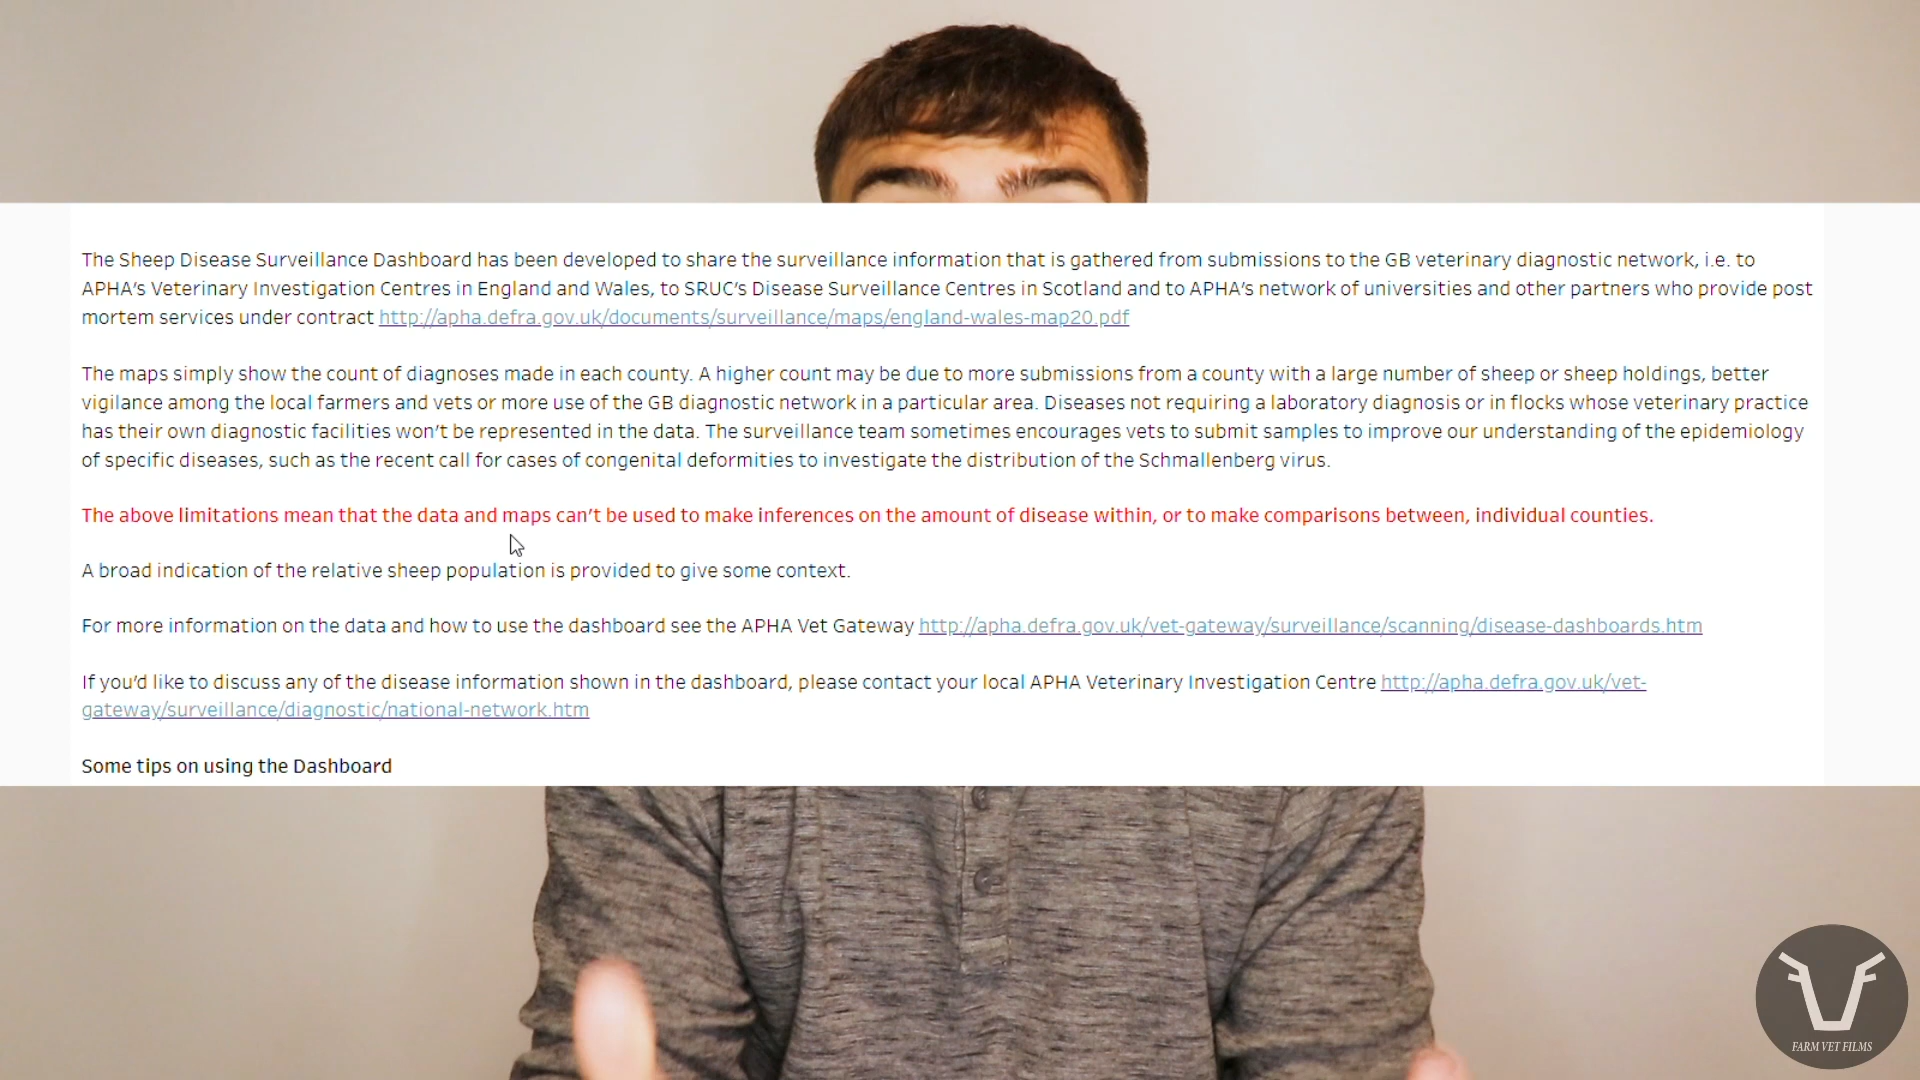 The Sheep Disease Surveillance Dashboard has been developed to share the surveillance information that is gathered from submissions to the GB veterinary diagnostic network, i.e. to
APHA's Veterinary Investigation Centres in England and Wales, to SRUC's Disease Surveillance Centres in Scotland and to APHA's network of universities and other partners who provide post
mortem services under contract http://apha.defra.gov.uk/documents/surveillance/maps/england-wales-map20.pdf
The maps simply show the count of diagnoses made in each county. A higher count may be due to more submissions from a county with a large number of sheep or sheep holdings, better
vigilance among the local farmers and vets or more use of the GB diagnostic network in a particular area. Diseases not requiring a laboratory diagnosis or in flocks whose veterinary practice
has their own diagnostic facilities won't be represented in the data. The surveillance team sometimes encourages vets to submit samples to improve our understanding of the epidemiology
of specific diseases, such as the recent call for cases of congenital deformities to investigate the distribution of the Schmallenberg virus.
The above limitations mean that the data and maps can't be used to make inferences on the amount of disease within, or to make comparisons between, individual counties.
A broad indication of the relative sheep population is provided to give some context.
For more information on the data and how to use the dashboard see the APHA Vet Gateway http://apha.defra.gov.uk/vet-gateway/surveillance/scanning/disease-dashboards.htm
If you'd like to discuss any of the disease information shown in the dashboard, please contact your local APHA Veterinary Investigation Centre http://apha.defra.gov.uk/vet-
gateway/surveillance/diagnostic/national-network.htm
Some tips on using the Dashboard
FARM VET FILMS